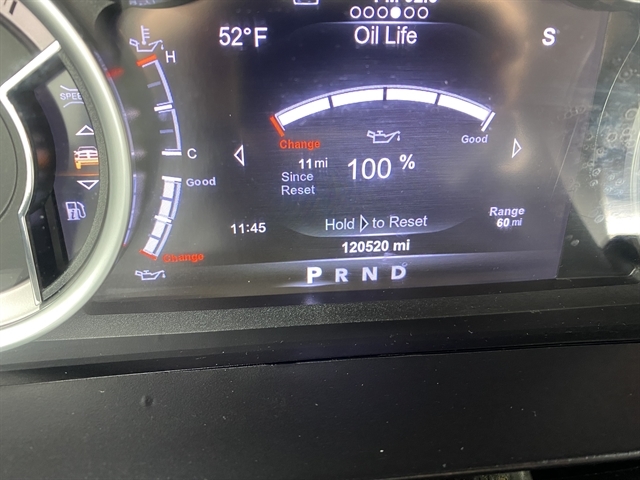 52°F
Oil Life
S
H
SPEED
Change
Good
C
11 mi
Since
Reset
100 %
Good
11:45
Hold ▷ to Reset
Range
60 mi
120520 mi
Change
P R N D